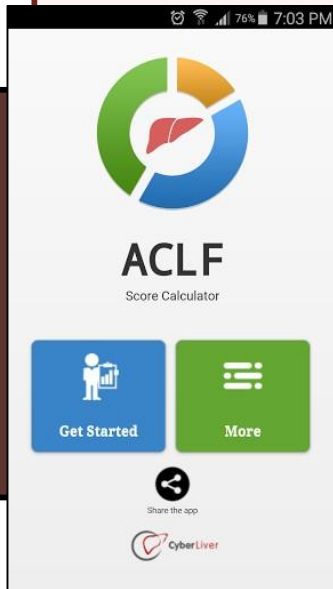 76% 7:03 PM
ACLF
Score Calculator
Get Started
More
Share the app
CyberLiver